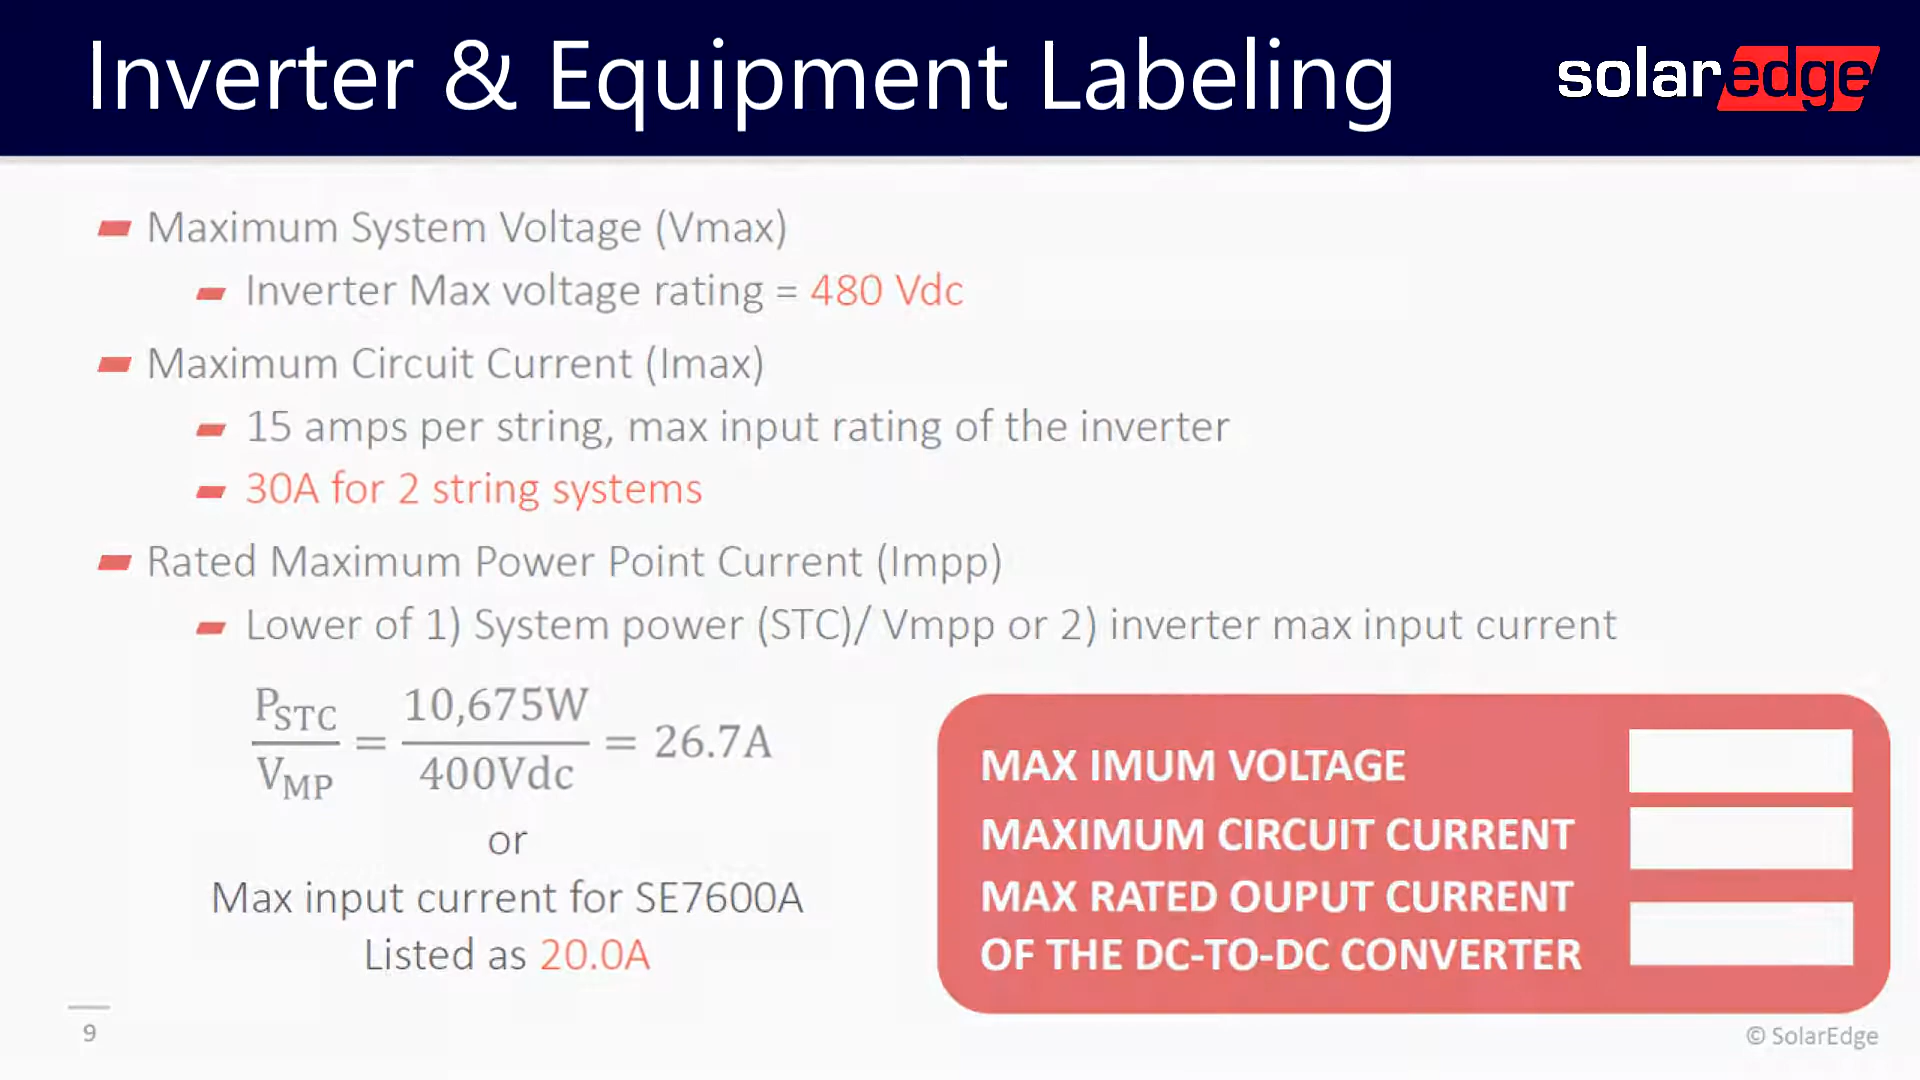 Inverter & Equipment Labeling
solaredge
Maximum System Voltage (Vmax)
Inverter Max voltage rating = 480 Vdc
Maximum Circuit Current (Imax)
15 amps per string, max input rating of the inverter
30A for 2 string systems
Rated Maximum Power Point Current (Impp)
Lower of 1) System power (STC)/ Vmpp or 2) inverter max input current
P_STC / V_MP = 10,675W / 400Vdc = 26.7A
or
Max input current for SE7600A
Listed as 20.0A
MAX IMUM VOLTAGE
MAXIMUM CIRCUIT CURRENT
MAX RATED OUPUT CURRENT
OF THE DC-TO-DC CONVERTER
9
© SolarEdge